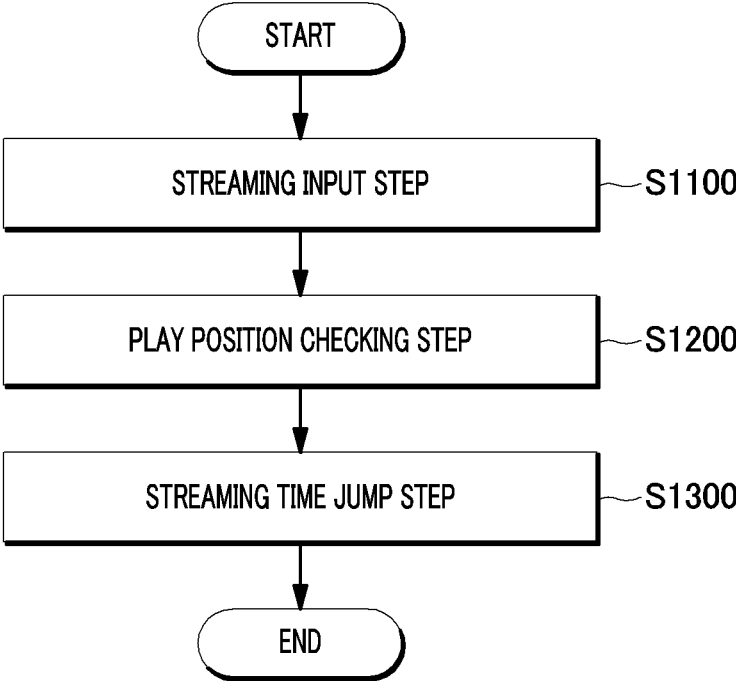 START
STREAMING INPUT STEP
S1100
PLAY POSITION CHECKING STEP
S1200
STREAMING TIME JUMP STEP
S1300
END